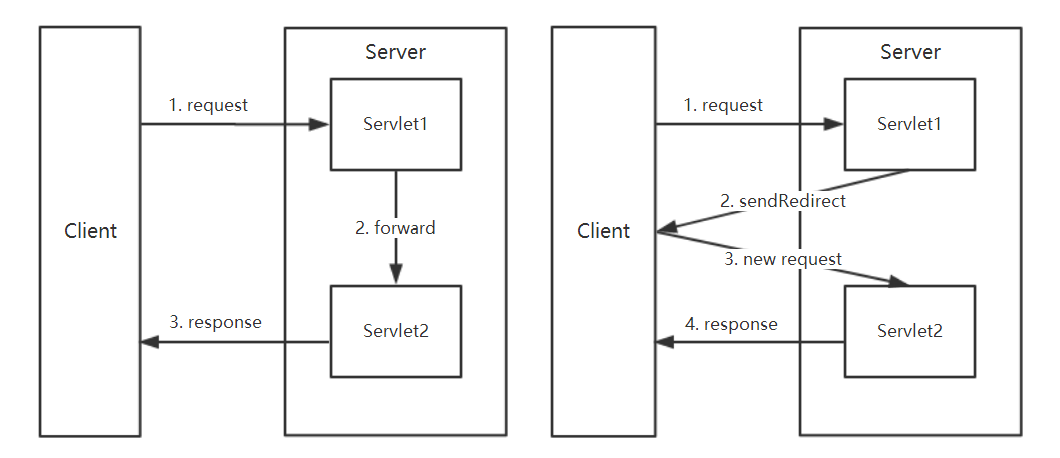 Server
1. request
Servlet1
Client
2. forward
3. response
Servlet2
Server
1. request
Servlet1
2. sendRedirect
Client
3. new request
4. response
Servlet2